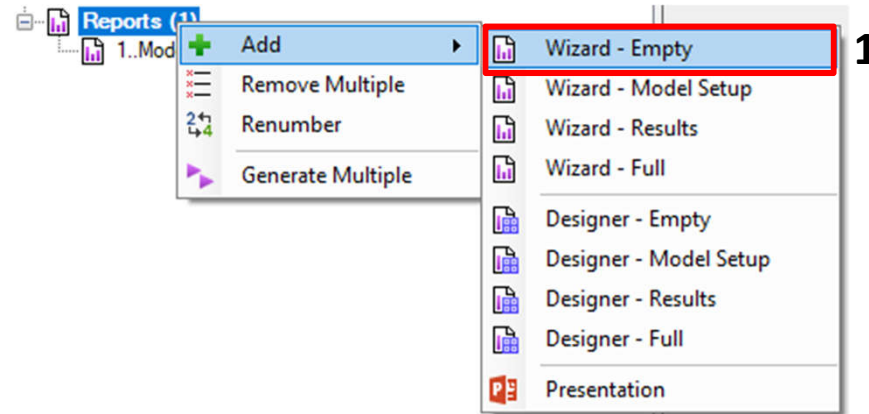 Reports (1)
1..Mod
Add
Remove Multiple
Renumber
Generate Multiple
Wizard - Empty
Wizard - Model Setup
Wizard - Results
Wizard - Full
Designer - Empty
Designer - Model Setup
Designer - Results
Designer - Full
Presentation
1